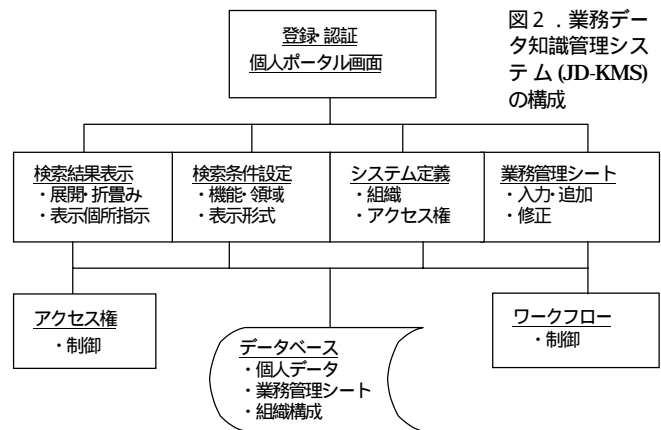 登録・認証
個人ポータル画面
図2．業務デー
タ知識管理シス
テム(JD-KMS)
の構成
検索結果表示
・展開・折畳み
・表示個所指示
検索条件設定
・機能・領域
・表示形式
システム定義
・組織
・アクセス権
業務管理シート
・入力・追加
・修正
アクセス権
・制御
データベース
・個人データ
・業務管理シート
・組織構成
ワークフロー
・制御